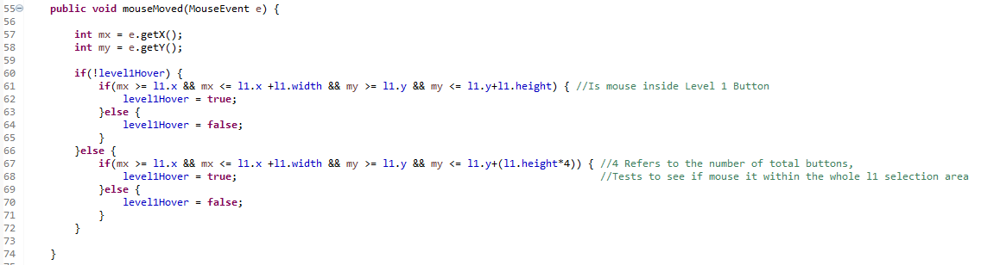 55 public void mouseMoved(MouseEvent e) {
56
57 int mx = e.getX();
58 int my = e.getY();
59
60 if(!level1Hover) {
61 if(mx >= l1.x && mx <= l1.x +l1.width && my >= l1.y && my <= l1.y+l1.height) { //Is mouse inside Level 1 Button
62 level1Hover = true;
63 }else {
64 level1Hover = false;
65 }
66 }else {
67 if(mx >= l1.x && mx <= l1.x +l1.width && my >= l1.y && my <= l1.y+(l1.height*4)) { //4 Refers to the number of total buttons,
68 level1Hover = true; //Tests to see if mouse it within the whole l1 selection area
69 }else {
70 level1Hover = false;
71 }
72 }
73
74 }